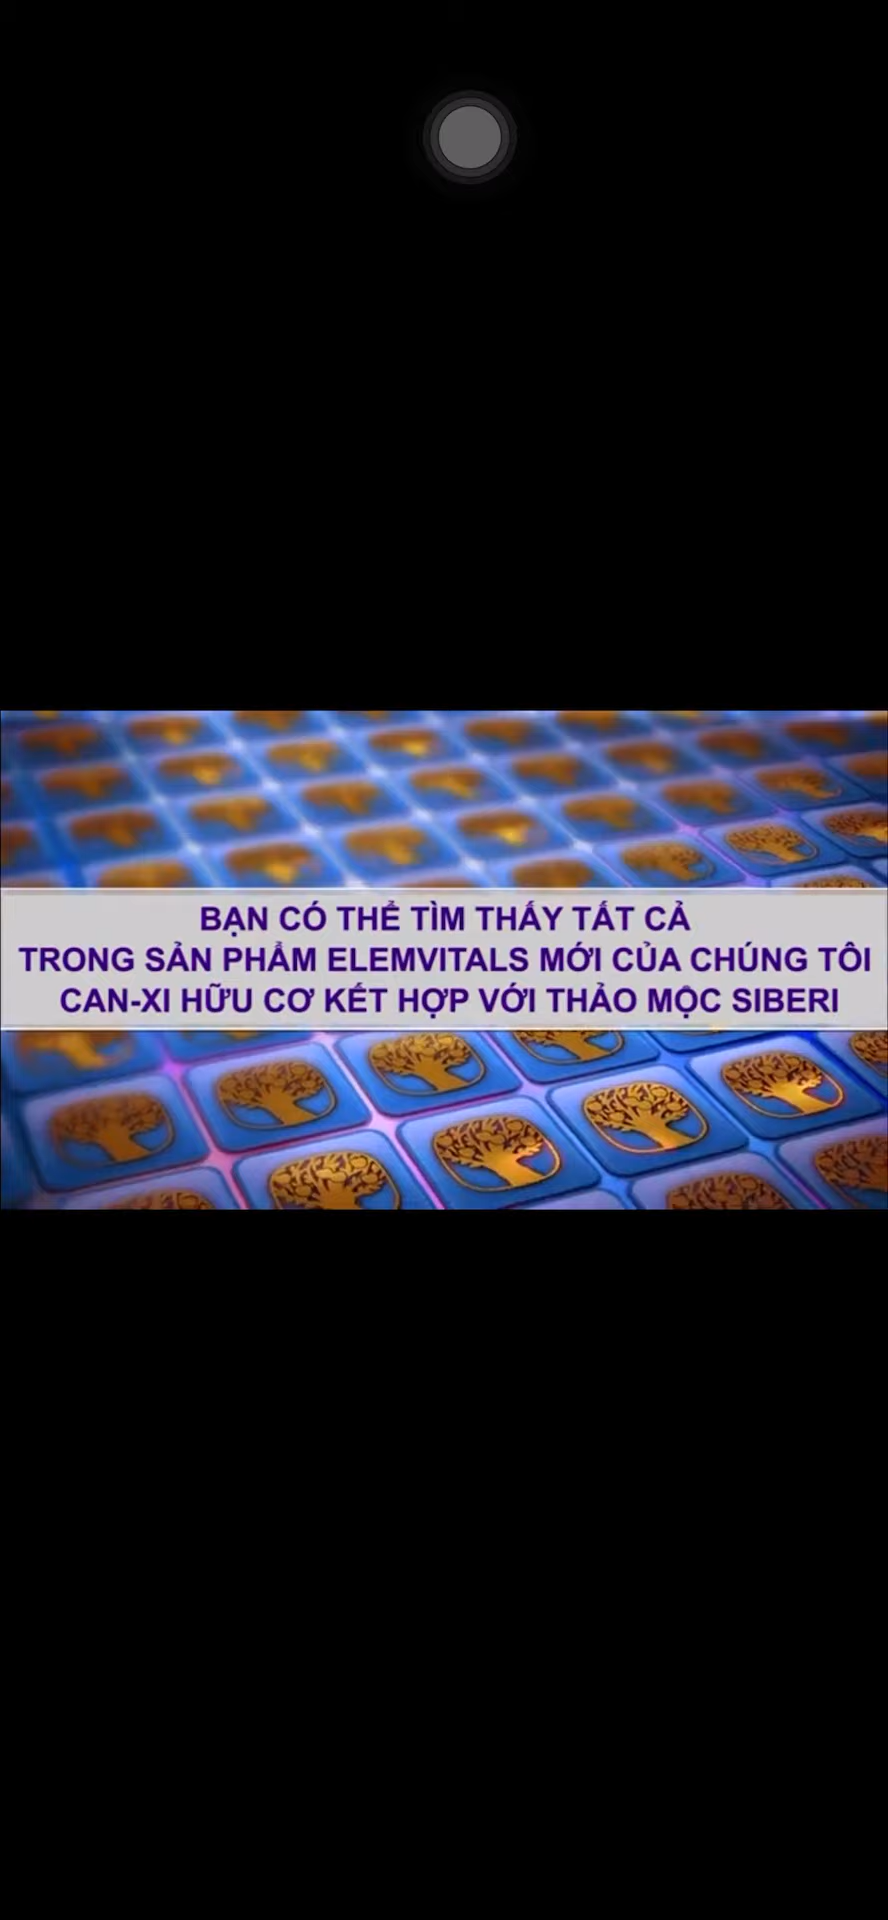 BẠN CÓ THỂ TÌM THẤY TẤT CẢ
TRONG SẢN PHẨM ELEMVITALS MỚI CỦA CHÚNG TÔI
CAN-XI HỮU CƠ KẾT HỢP VỚI THẢO MỘC SIBERI